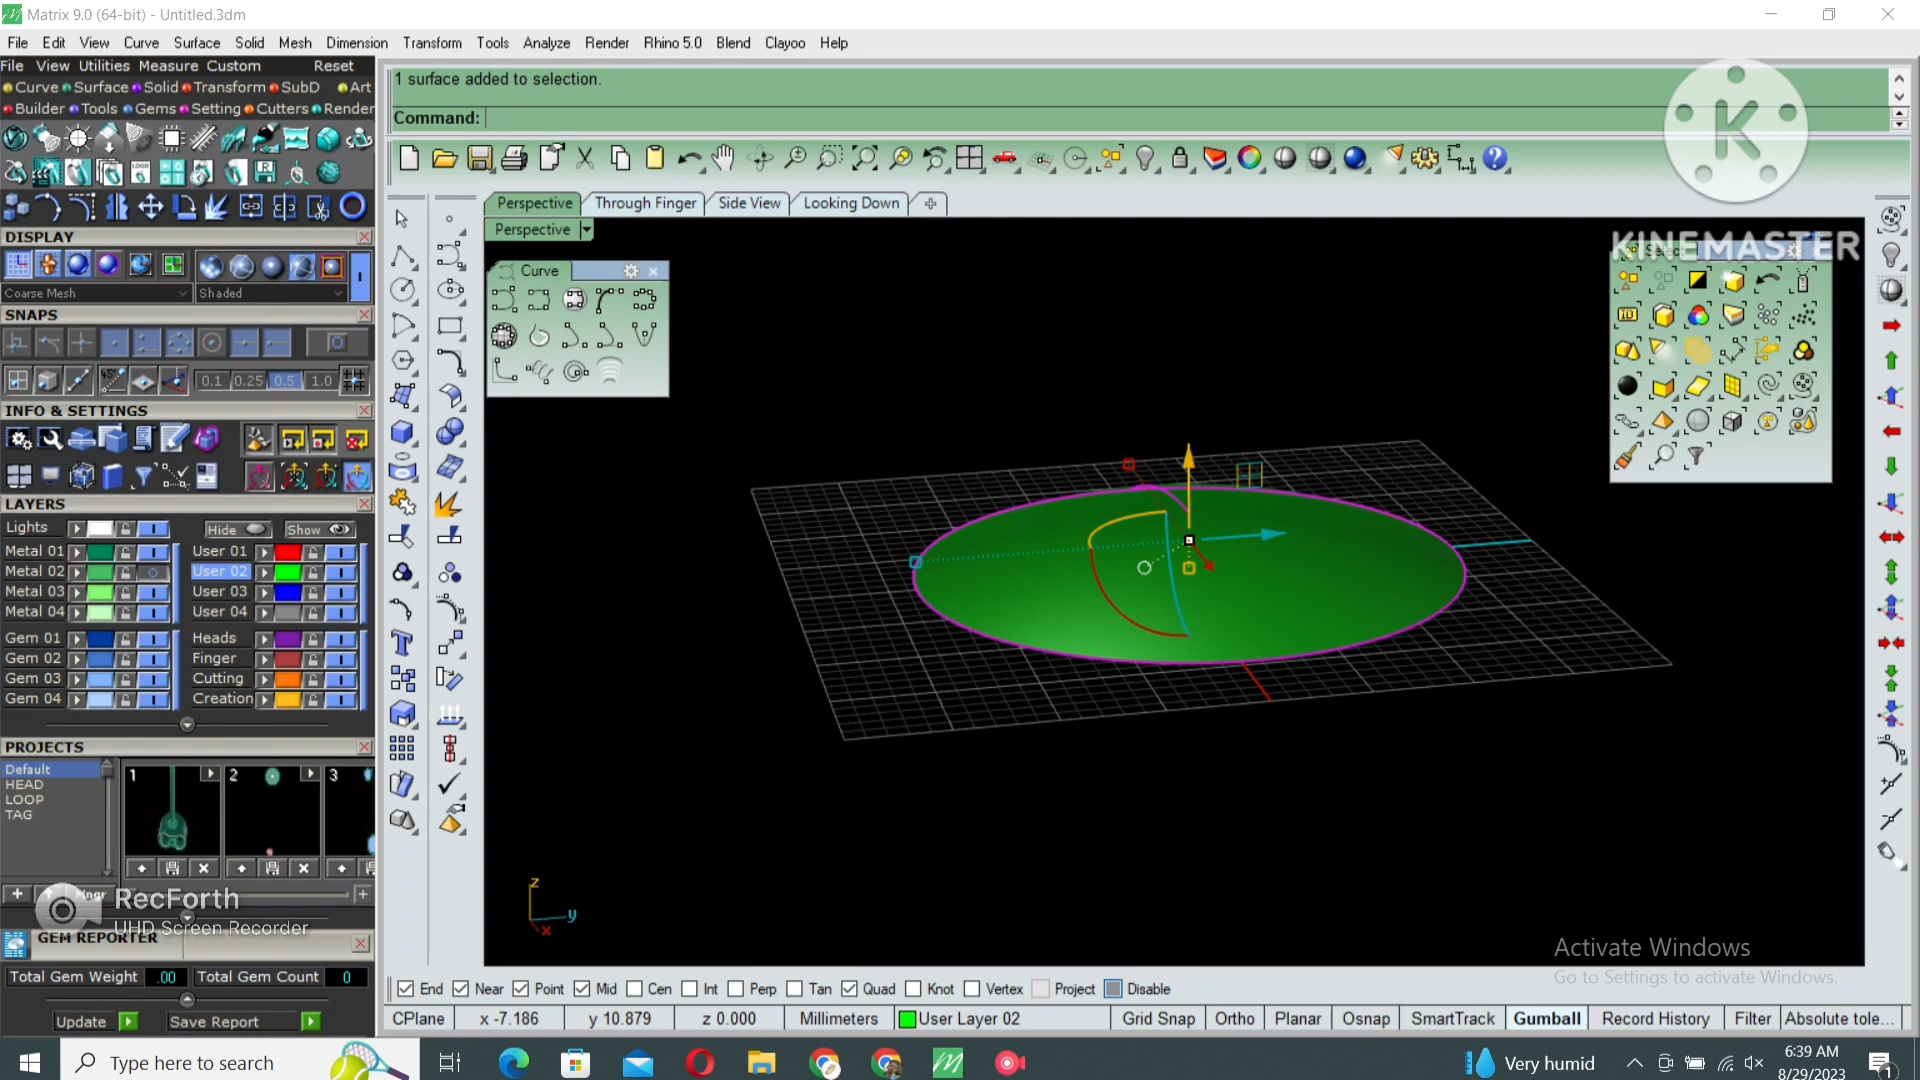 Matrix 9.0 (64-bit) - Untitled.3dm
File Edit View Curve Surface Solid Mesh Dimension Transform Tools Analyze Render Rhino 5.0 Blend Clayoo Help
File View Utilities Measure Custom Reset
Curve Surface Solid Transform SubD Art
Builder Tools Gems Setting Cutters Render
1 surface added to selection.
Command:
K
KINEMASTER
Perspective Through Finger Side View Looking Down
Perspective
Curve
DISPLAY
Coarse Mesh Shaded
SNAPS
0.1 0.25 0.5 1.0
INFO & SETTINGS
LAYERS
Lights Hide Show
Metal 01 User 01
Metal 02 User 02
Metal 03 User 03
Metal 04 User 04
Gem 01 Heads
Gem 02 Finger
Gem 03 Cutting
Gem 04 Creation
PROJECTS
Default
HEAD
LOOP
TAG
1 2 3
Mngr
RecForth
UHD Screen Recorder
GEM REPORTER
Total Gem Weight .00 Total Gem Count 0
Update Save Report
z
y
x
Activate Windows
Go to Settings to activate Windows.
End Near Point Mid Cen Int Perp Tan Quad Knot Vertex Project Disable
CPlane x -7.186 y 10.879 z 0.000 Millimeters User Layer 02 Grid Snap Ortho Planar Osnap SmartTrack Gumball Record History Filter Absolute tole...
Type here to search
Very humid
6:39 AM
8/29/2023
1